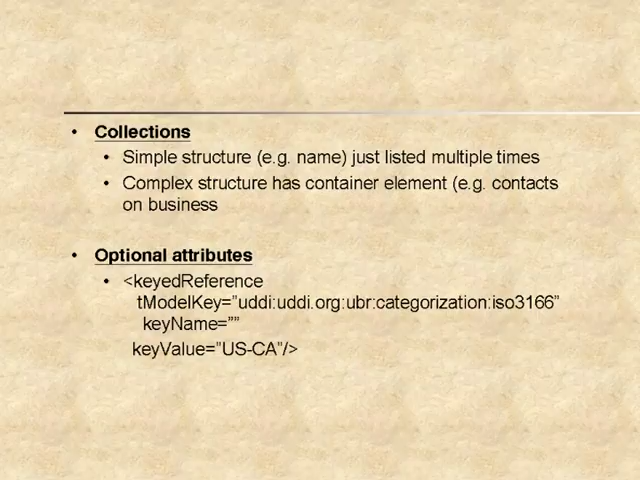 • Collections
• Simple structure (e.g. name) just listed multiple times
• Complex structure has container element (e.g. contacts
on business
• Optional attributes
• <keyedReference
tModelKey="uddi:uddi.org:ubr:categorization:iso3166”
keyName=””
keyValue="US-CA"/>